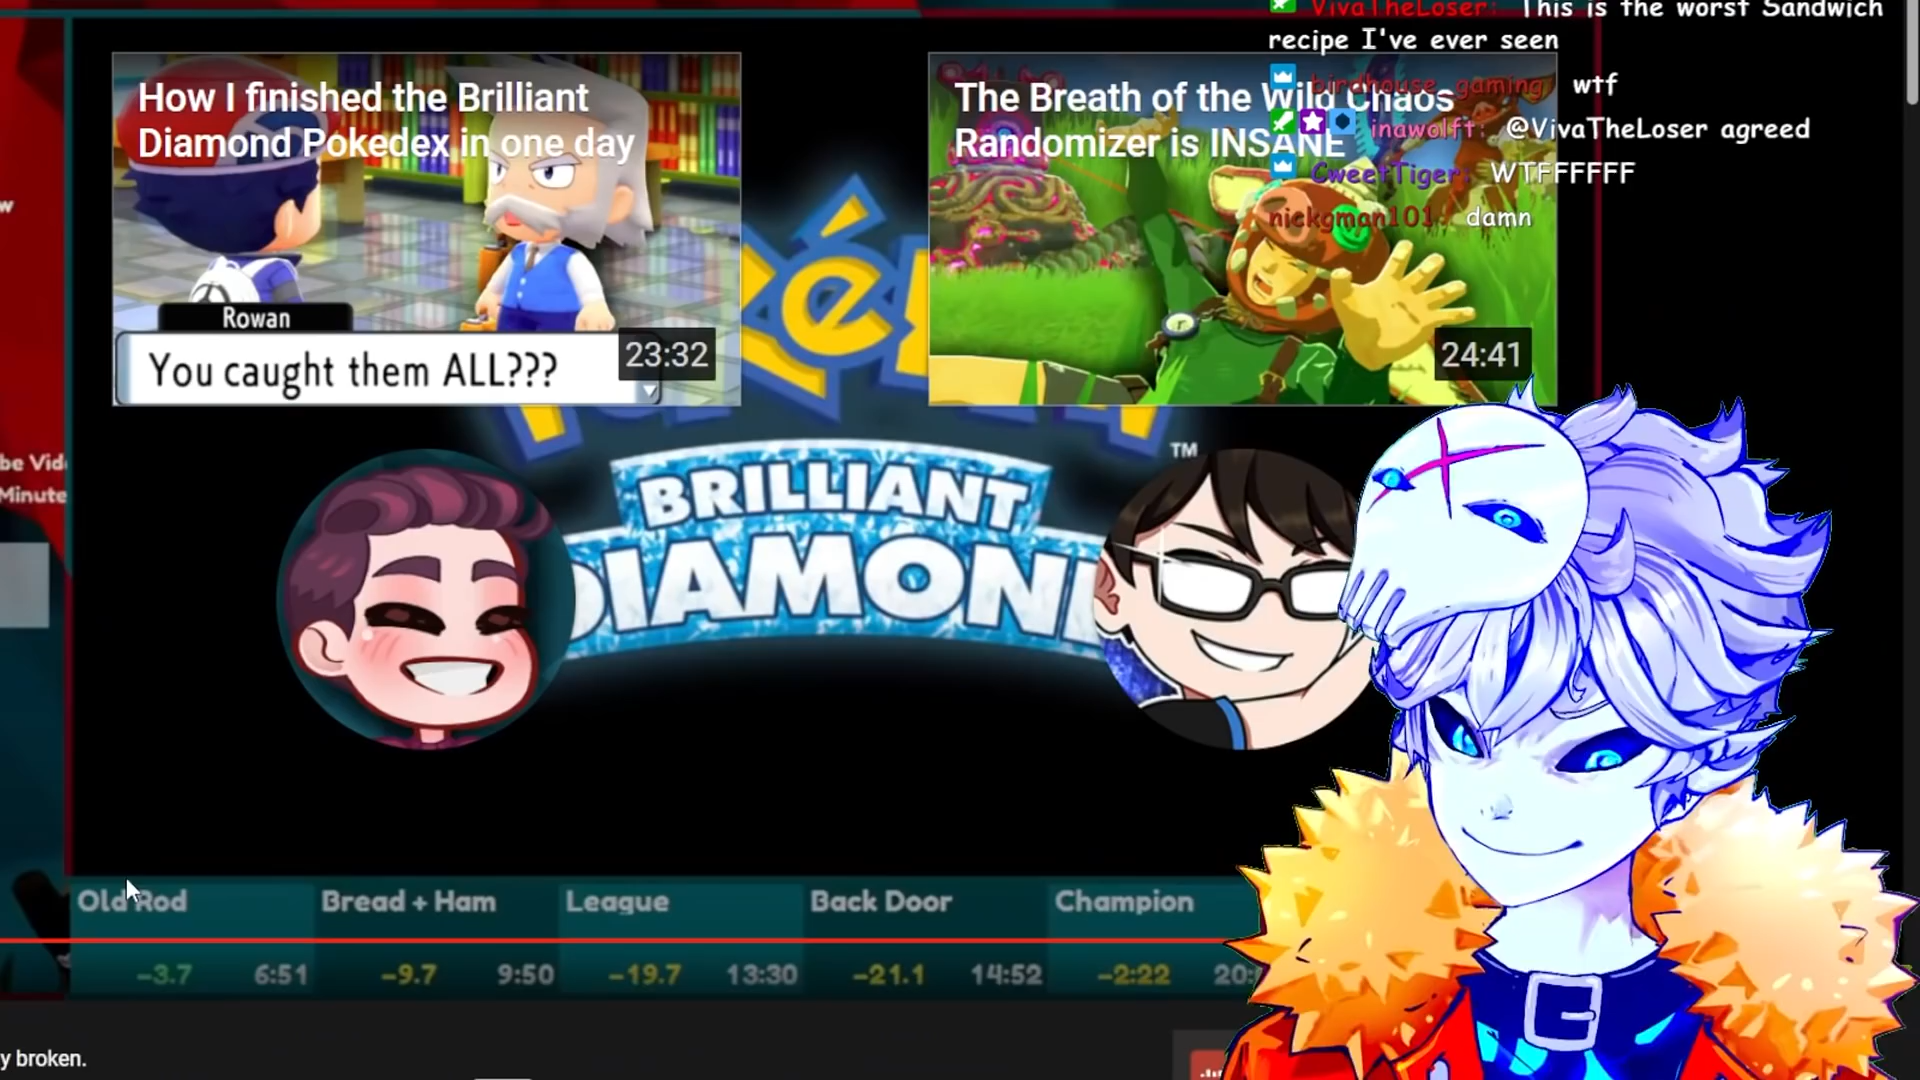 VivaTheLoser: This is the worst Sandwich
recipe I've ever seen
birdhouse_gaming wtf
inawolft: @VivaTheLoser agreed
CweetTiger: WTFFFFFF
nickgman101: damn
How I finished the Brilliant
Diamond Pokedex in one day
The Breath of the Wild Chaos
Randomizer is INSANE
Rowan
You caught them ALL???
23:32
24:41
BRILLIANT
DIAMOND
TM
be Vid
Minute
Old Rod
Bread + Ham
League
Back Door
Champion
-3.7 6:51
-9.7 9:50
-19.7 13:30
-21.1 14:52
-2:22 20:
y broken.